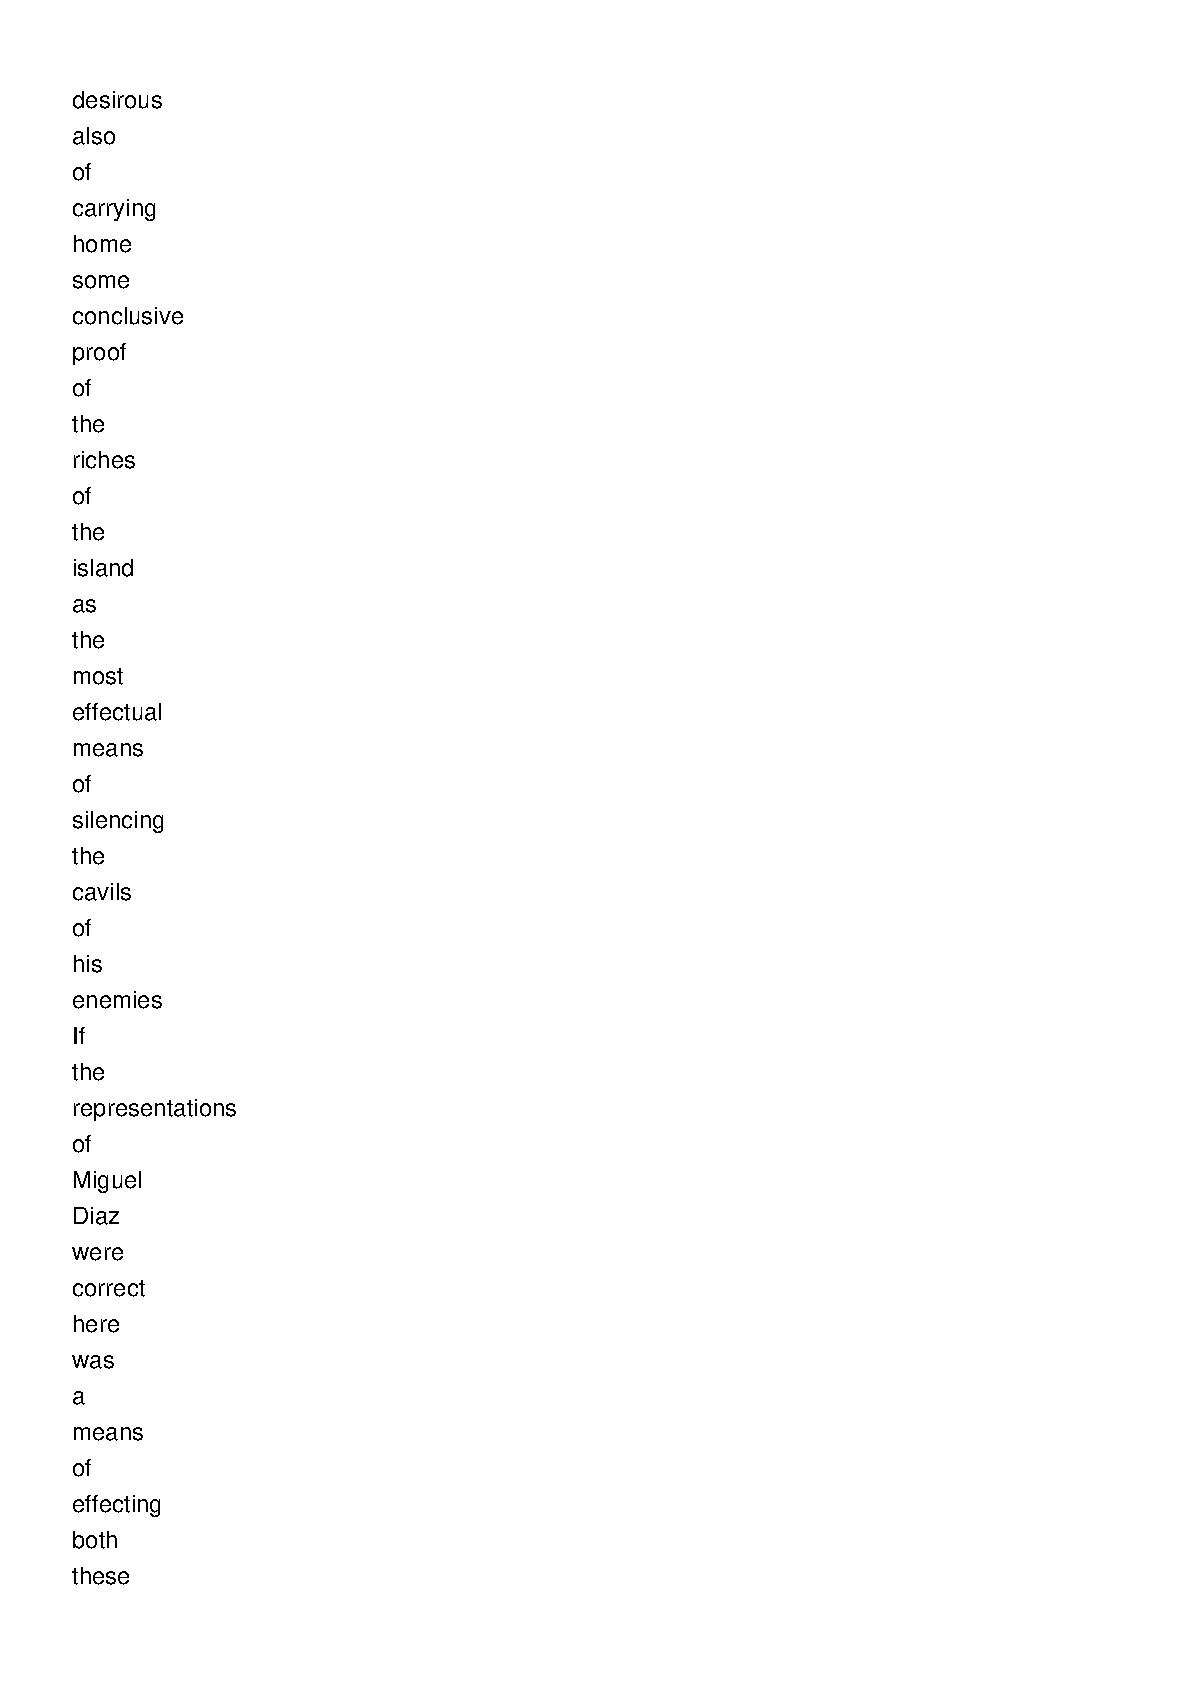 desirous
also
of
carrying
home
some
conclusive
proof
of
the
riches
of
the
island
as
the
most
effectual
means
of
silencing
the
cavils
of
his
enemies
If
the
representations
of
Miguel
Diaz
were
correct
here
was
a
means
of
effecting
both
these